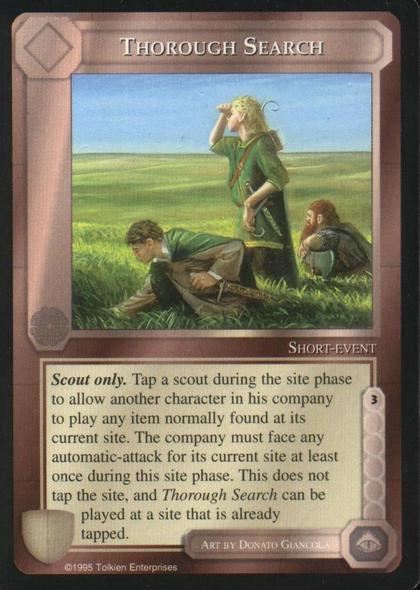 THOROUGH SEARCH
SHORT-EVENT
Scout only. Tap a scout during the site phase
to allow another character in his company
to play any item normally found at its
current site. The company must face any
automatic-attack for its current site at least
once during this site phase. This does not
tap the site, and Thorough Search can be
played at a site that is already
tapped.
3
ART BY DONATO GIANCOLA
©1995 Tolkien Enterprises